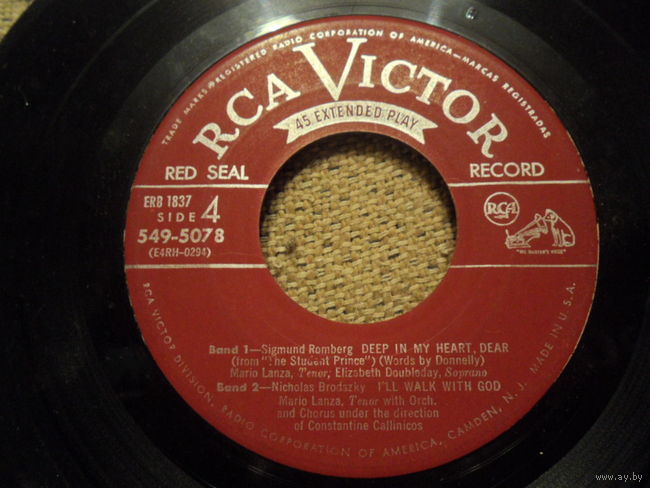 TRADE MARKS ® REGISTERED RADIO CORPORATION OF AMERICA—MARCAS REGISTRADAS
RCA VICTOR
45 EXTENDED PLAY
RED SEAL RECORD
ERB 1837
SIDE 4
549-5078
(E4RH-0294)
RCA
"HIS MASTER'S VOICE"
Band 1—Sigmund Romberg DEEP IN MY HEART, DEAR
(from "The Student Prince") (Words by Donnelly)
Mario Lanza, Tenor, Elizabeth Doubleday, Soprano
Band 2—Nicholas Brodszky I'LL WALK WITH GOD
Mario Lanza, Tenor with Orch.
and Chorus under the direction
of Constantine Callinicos
RCA VICTOR DIVISION, RADIO CORPORATION OF AMERICA, CAMDEN, N. J. MADE IN U.S.A.
www.ay.by